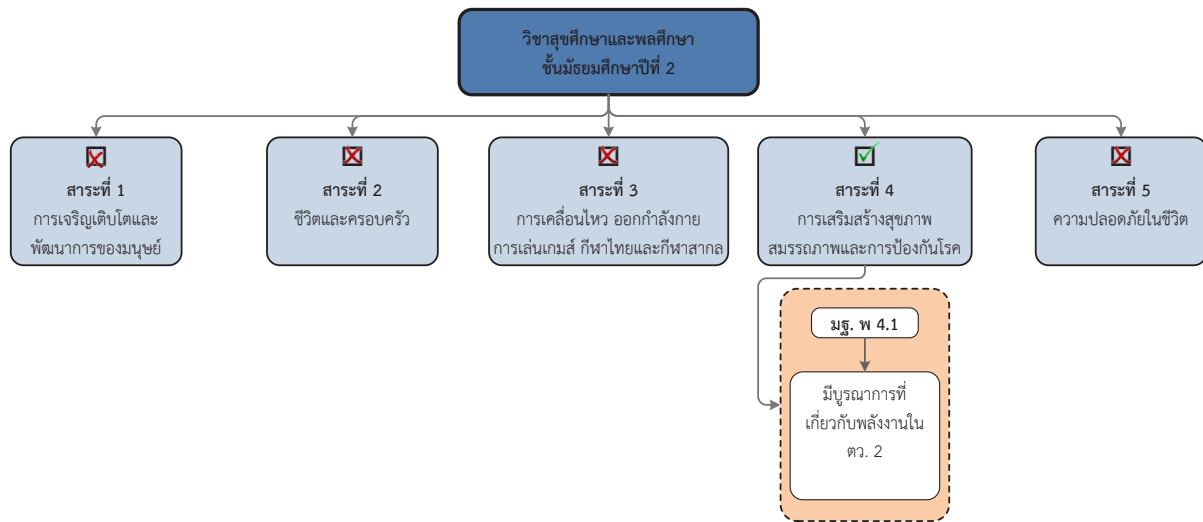 วิชาสุขศึกษาและพลศึกษา
ชั้นมัธยมศึกษาปีที่ 2
สาระที่ 1
การเจริญเติบโตและ
พัฒนาการของมนุษย์
สาระที่ 2
ชีวิตและครอบครัว
สาระที่ 3
การเคลื่อนไหว ออกกำลังกาย
การเล่นเกมส์ กีฬาไทยและกีฬาสากล
สาระที่ 4
การเสริมสร้างสุขภาพ
สมรรถภาพและการป้องกันโรค
สาระที่ 5
ความปลอดภัยในชีวิต
มฐ. พ 4.1
มีบูรณาการที่
เกี่ยวกับพลังงานใน
ตว. 2